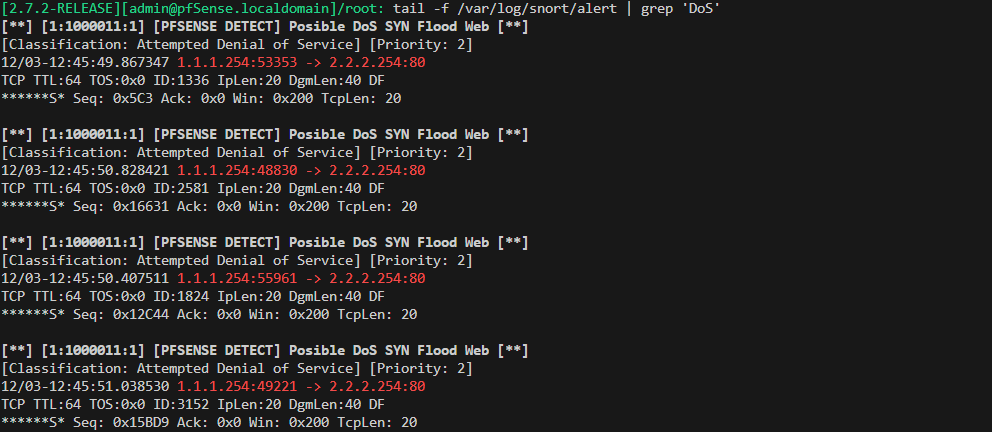 [2.7.2-RELEASE][admin@pfSense.localdomain]/root: tail -f /var/log/snort/alert | grep 'DoS'
[**] [1:1000011:1] [PFSENSE DETECT] Posible DoS SYN Flood Web [**]
[Classification: Attempted Denial of Service] [Priority: 2]
12/03-12:45:49.867347 1.1.1.254:53353 -> 2.2.2.254:80
TCP TTL:64 TOS:0x0 ID:1336 IpLen:20 DgmLen:40 DF
******S* Seq: 0x5C3 Ack: 0x0 Win: 0x200 TcpLen: 20

[**] [1:1000011:1] [PFSENSE DETECT] Posible DoS SYN Flood Web [**]
[Classification: Attempted Denial of Service] [Priority: 2]
12/03-12:45:50.828421 1.1.1.254:48830 -> 2.2.2.254:80
TCP TTL:64 TOS:0x0 ID:2581 IpLen:20 DgmLen:40 DF
******S* Seq: 0x16631 Ack: 0x0 Win: 0x200 TcpLen: 20

[**] [1:1000011:1] [PFSENSE DETECT] Posible DoS SYN Flood Web [**]
[Classification: Attempted Denial of Service] [Priority: 2]
12/03-12:45:50.407511 1.1.1.254:55961 -> 2.2.2.254:80
TCP TTL:64 TOS:0x0 ID:1824 IpLen:20 DgmLen:40 DF
******S* Seq: 0x12C44 Ack: 0x0 Win: 0x200 TcpLen: 20

[**] [1:1000011:1] [PFSENSE DETECT] Posible DoS SYN Flood Web [**]
[Classification: Attempted Denial of Service] [Priority: 2]
12/03-12:45:51.038530 1.1.1.254:49221 -> 2.2.2.254:80
TCP TTL:64 TOS:0x0 ID:3152 IpLen:20 DgmLen:40 DF
******S* Seq: 0x15BD9 Ack: 0x0 Win: 0x200 TcpLen: 20